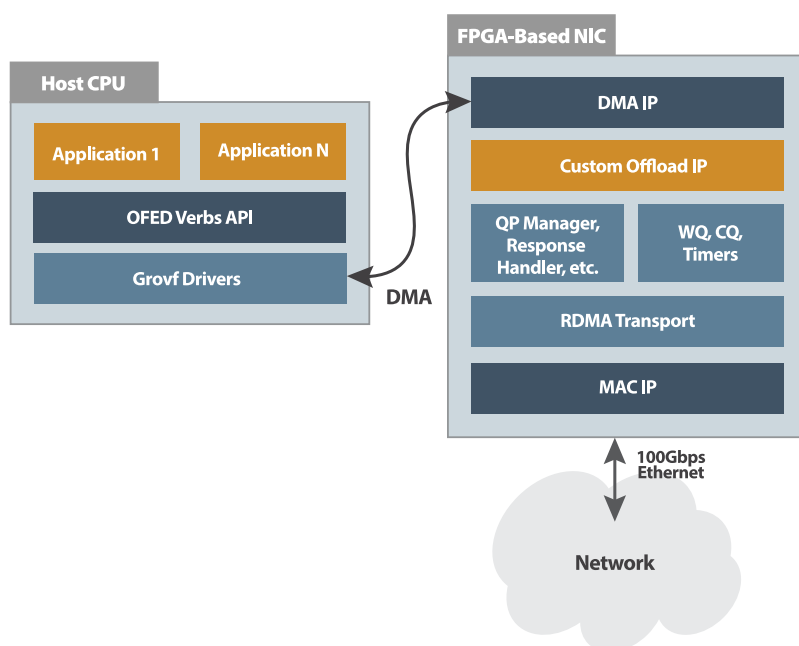 Host CPU
Application 1
Application N
OFED Verbs API
Grovf Drivers
DMA
FPGA-Based NIC
DMA IP
Custom Offload IP
QP Manager,
Response
Handler, etc.
WQ, CQ,
Timers
RDMA Transport
MAC IP
100Gbps
Ethernet
Network